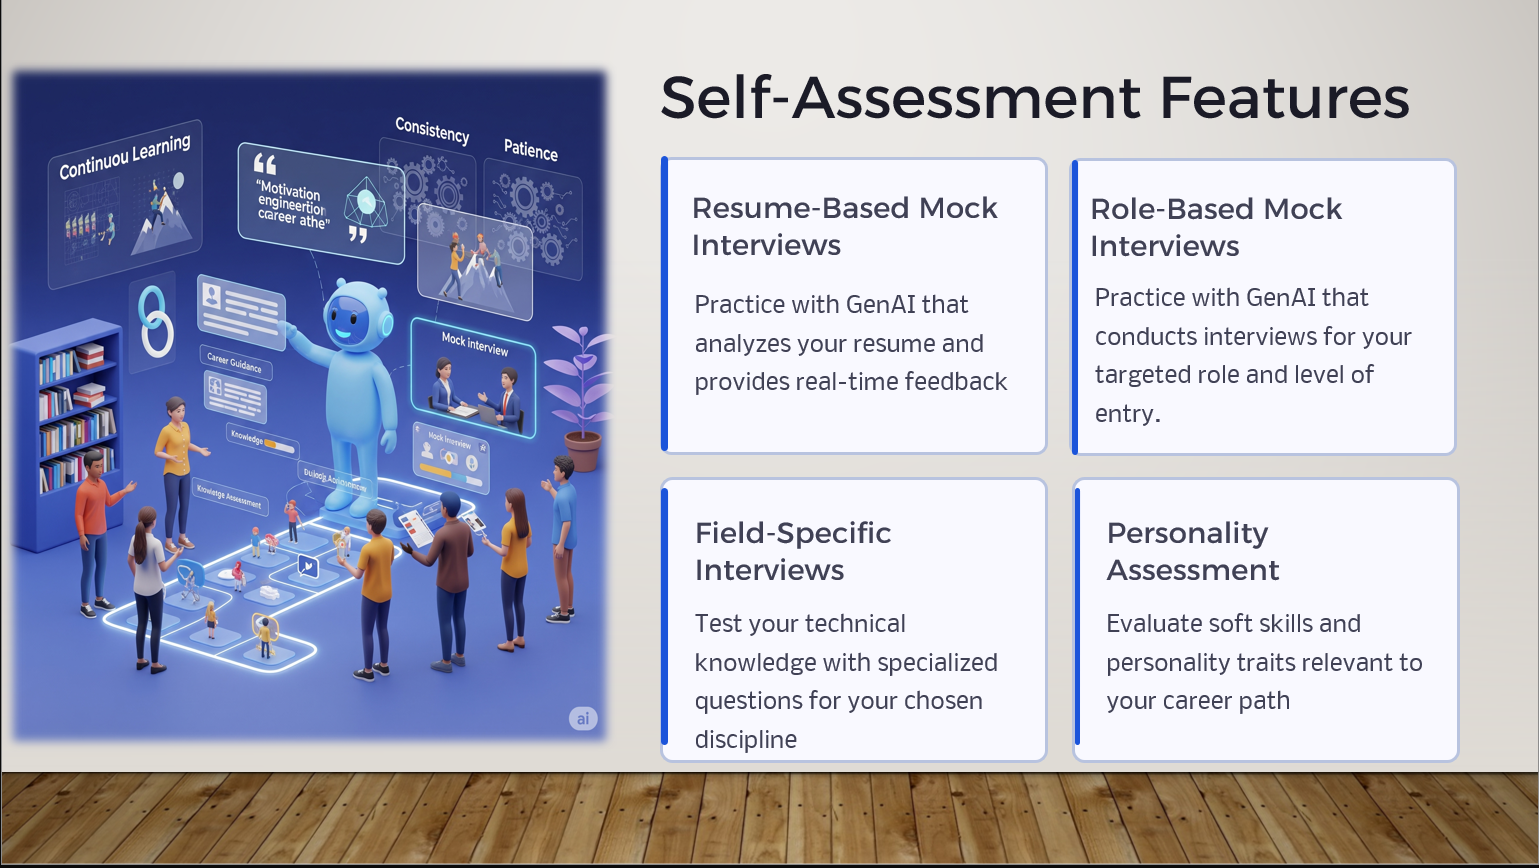 Self-Assessment Features
Continuou Learning
Consistency
Patience
“Motivation
engineertion
career athe”
Career Guidance
Knowledge
Mock interview
Mock Interview
ai
Resume-Based Mock
Interviews
Practice with GenAI that
analyzes your resume and
provides real-time feedback
Role-Based Mock
Interviews
Practice with GenAI that
conducts interviews for your
targeted role and level of
entry.
Field-Specific
Interviews
Test your technical
knowledge with specialized
questions for your chosen
discipline
Personality
Assessment
Evaluate soft skills and
personality traits relevant to
your career path